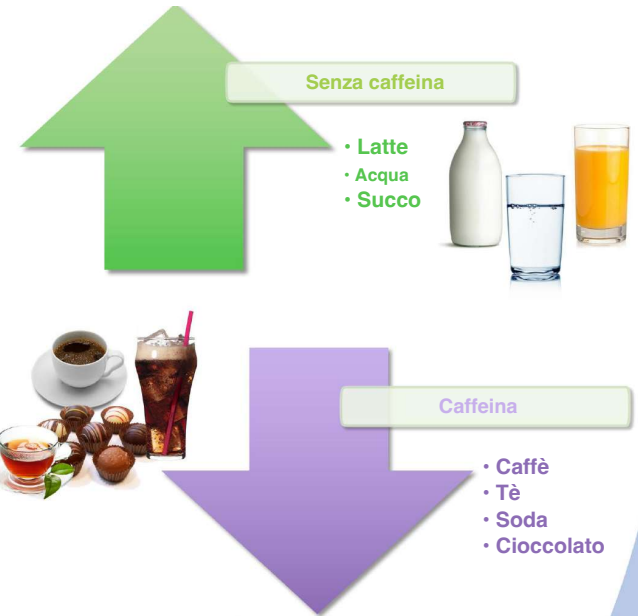 Senza caffeina
• Latte
• Acqua
• Succo
Caffeina
• Caffè
• Tè
• Soda
• Cioccolato